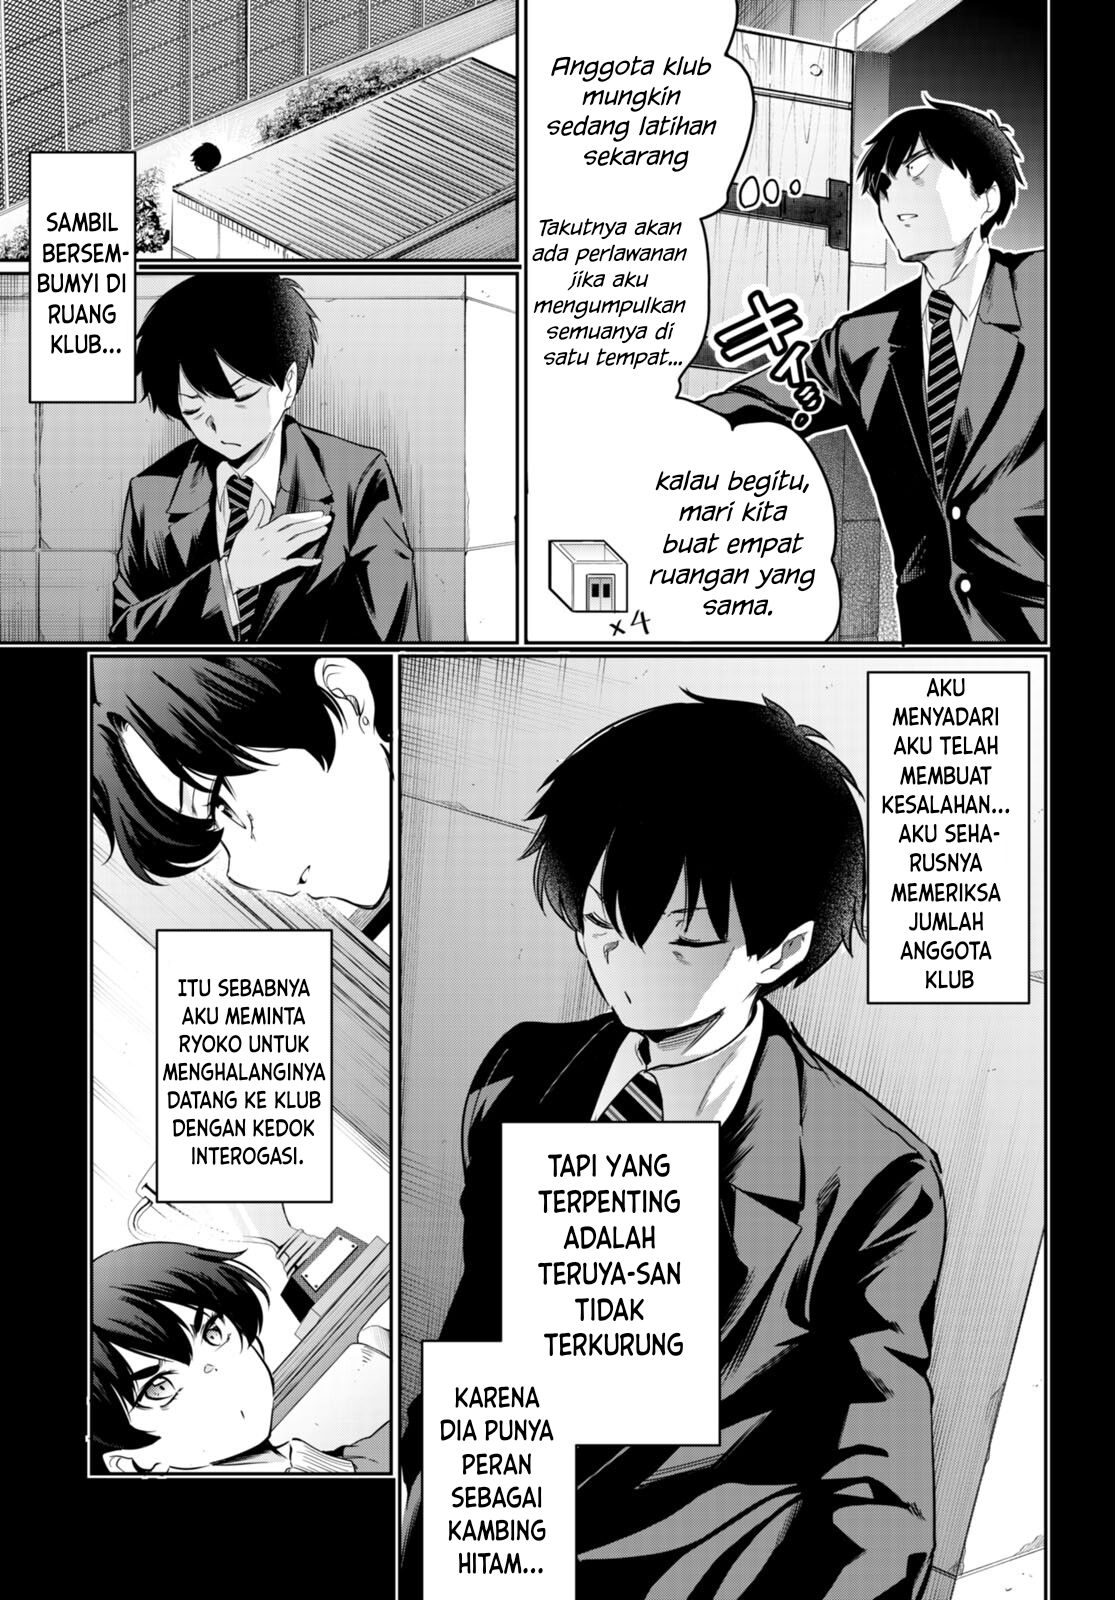 Anggota klub
mungkin
sedang latihan
sekarang
Takutnya akan
ada perlawanan
jika aku
mengumpulkan
semuanya di
satu tempat...
kalau begitu,
mari kita
buat empat
ruangan yang
sama.
x4
SAMBIL
BERSEM-
BUMYI DI
RUANG
KLUB...
AKU
MENYADARI
AKU TELAH
MEMBUAT
KESALAHAN...
AKU SEHA-
RUSNYA
MEMERIKSA
JUMLAH
ANGGOTA
KLUB
ITU SEBABNYA
AKU MEMINTA
RYOKO UNTUK
MENGHALANGINYA
DATANG KE KLUB
DENGAN KEDOK
INTEROGASI.
TAPI YANG
TERPENTING
ADALAH
TERUYA-SAN
TIDAK
TERKURUNG
KARENA
DIA PUNYA
PERAN
SEBAGAI
KAMBING
HITAM...